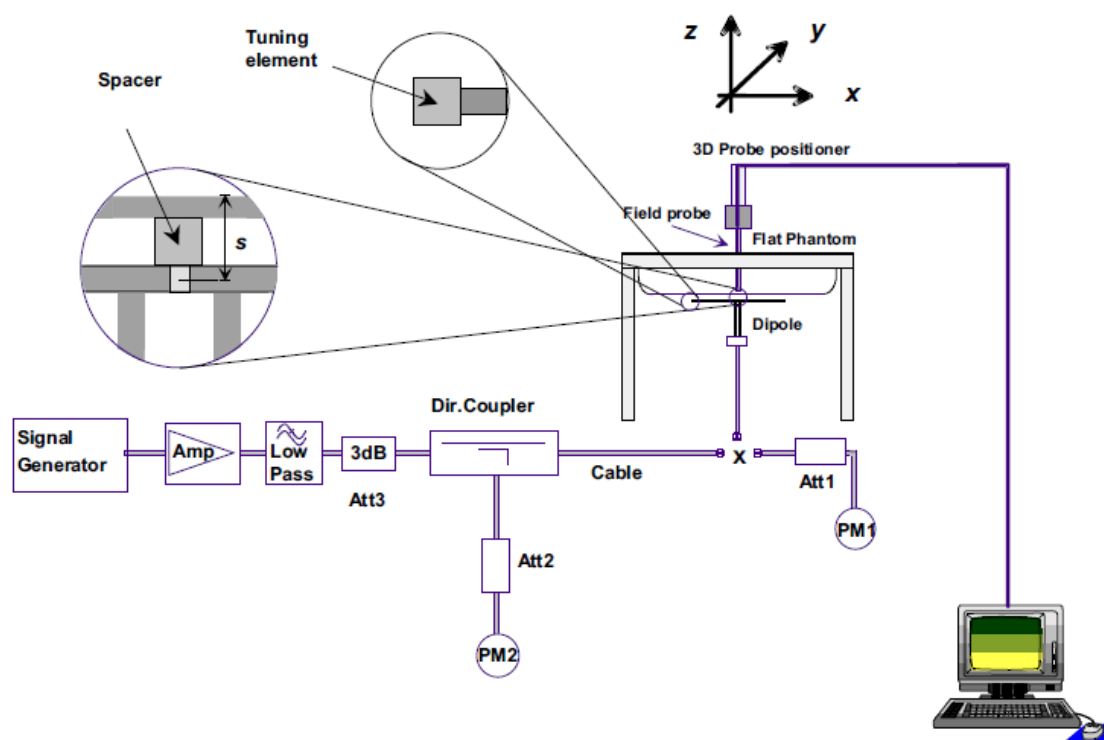 Tuning
element
Spacer
z
y
x
3D Probe positioner
Field probe
Flat Phantom
s
Dipole
Dir.Coupler
Signal
Generator
Amp
Low
Pass
3dB
Att3
Cable
x
Att1
PM1
Att2
PM2